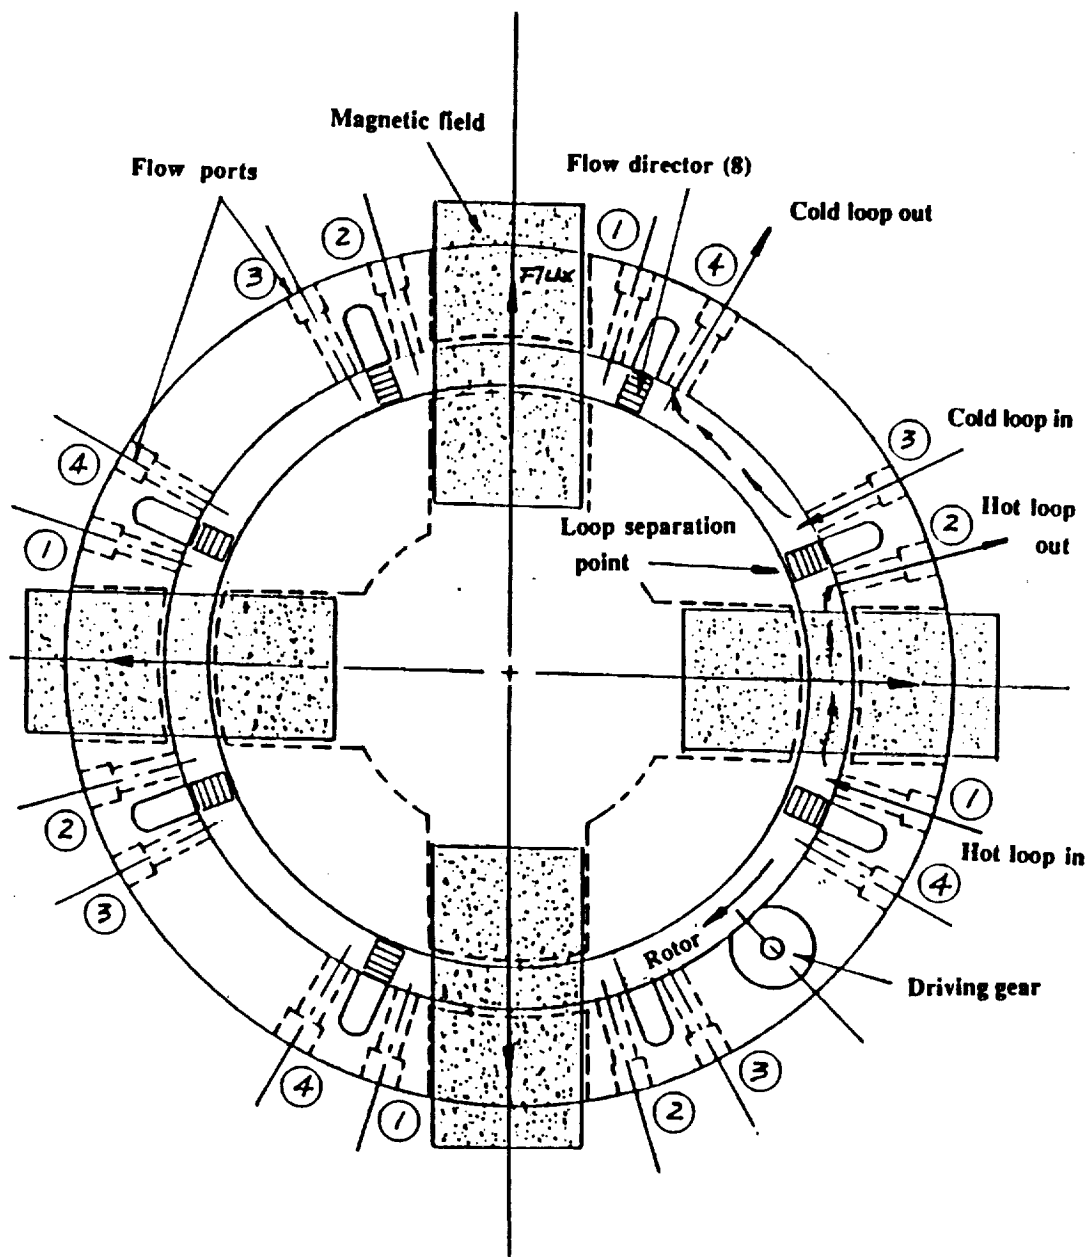 Magnetic field
Flow ports
Flow director (8)
Cold loop out
2
1
3
4
Flux
4
Cold loop in
3
Hot loop
out
2
1
Loop separation
point
1
Hot loop in
2
4
3
Rotor
Driving gear
4
1
2
3